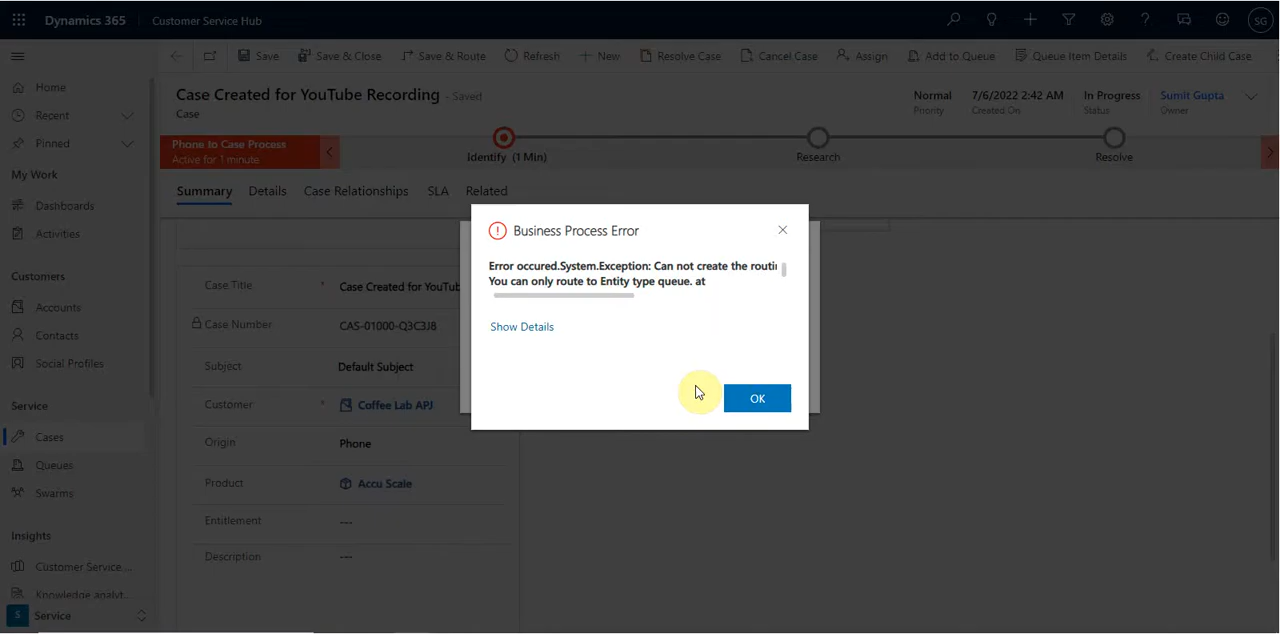 Dynamics 365 Customer Service Hub SG
Save Save & Close Save & Route Refresh New Resolve Case Cancel Case Assign Add to Queue Queue Item Details Create Child Case
Home
Recent
Pinned
My Work
Dashboards
Activities
Customers
Accounts
Contacts
Social Profiles
Service
Cases
Queues
Swarms
Insights
Customer Service ...
Knowledge analyt...
S Service
Case Created for YouTube Recording - Saved
Case
Normal
Priority
7/6/2022 2:42 AM
Created On
In Progress
Status
Sumit Gupta
Owner
Phone to Case Process
Active for 1 minute
Identify (1 Min)
Research
Resolve
Summary Details Case Relationships SLA Related
Case Title * Case Created for YouTub
Case Number CAS-01000-Q3C3J8
Subject Default Subject
Customer * Coffee Lab APJ
Origin Phone
Product Accu Scale
Entitlement ---
Description ---
Business Process Error
Error occured.System.Exception: Can not create the routi
You can only route to Entity type queue. at
Show Details
OK